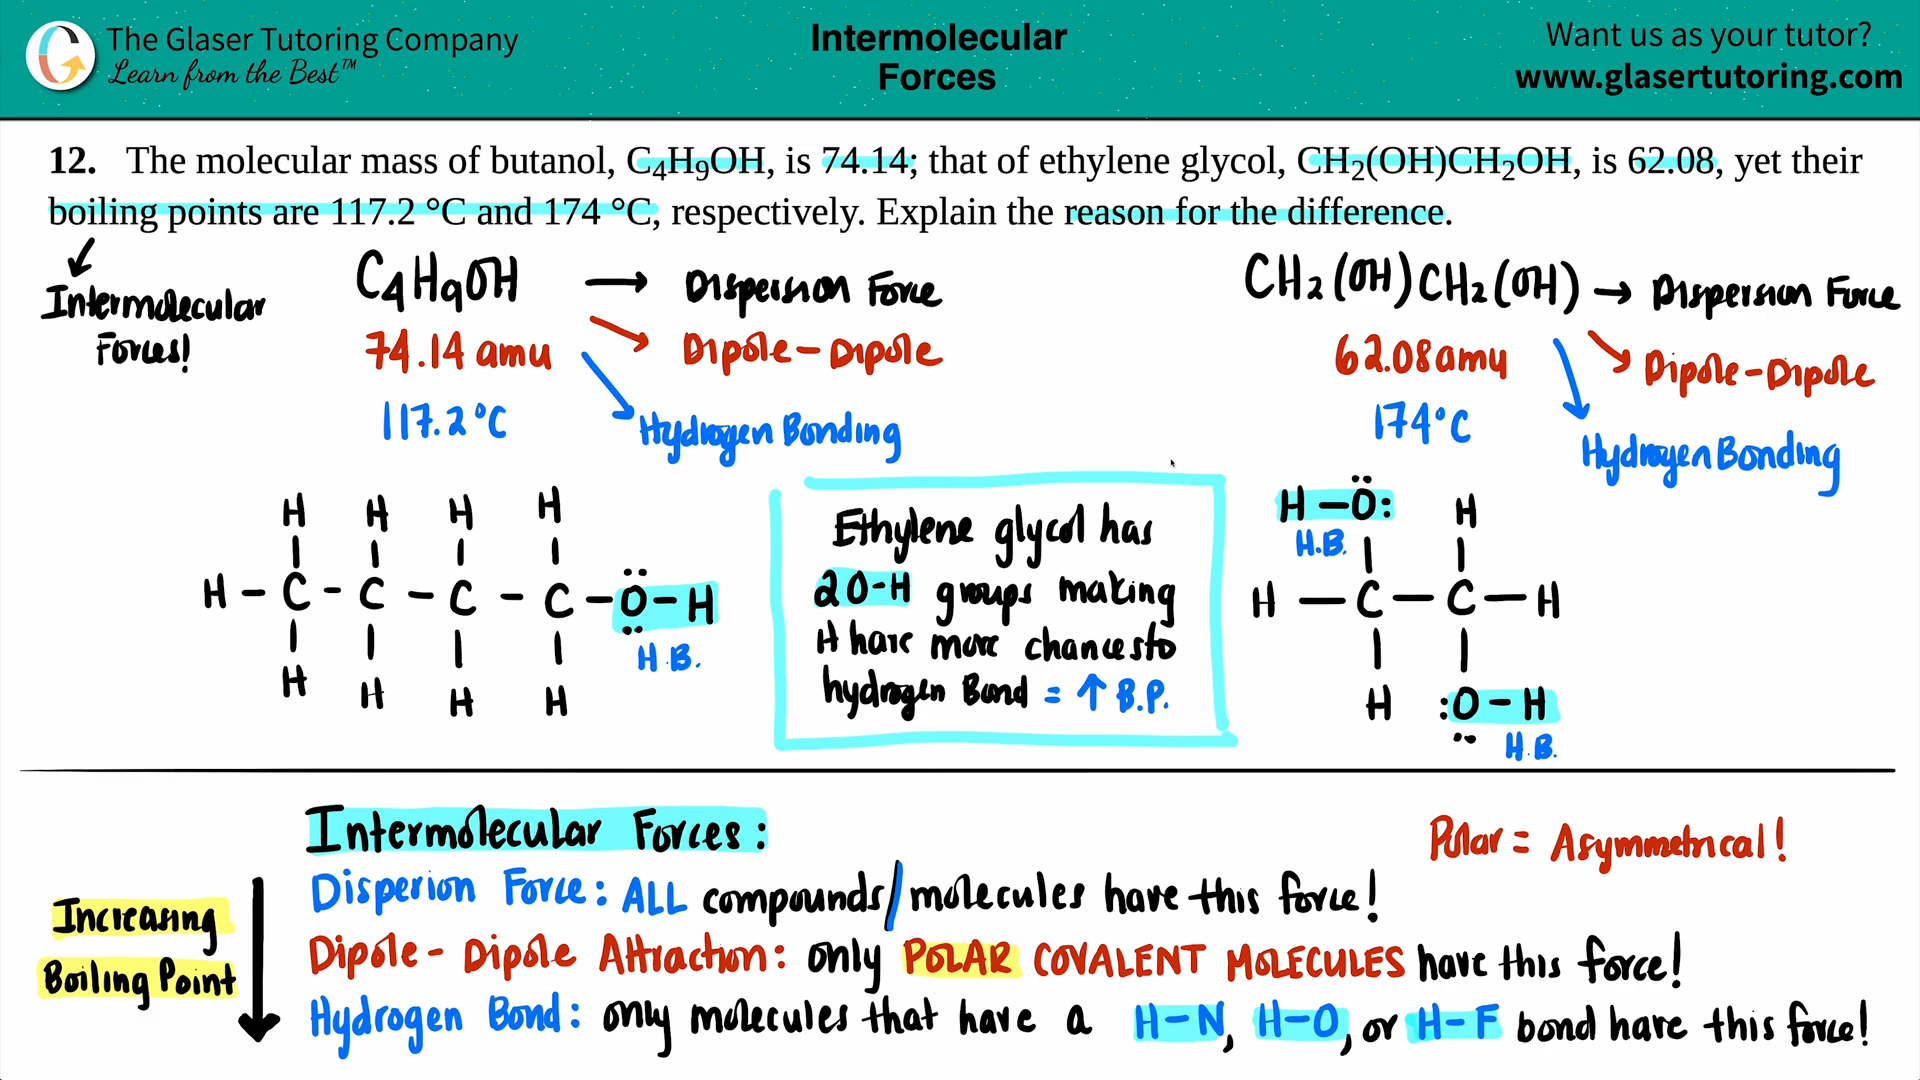 The Glaser Tutoring Company
Learn from the Best™
Intermolecular
Forces
Want us as your tutor?
www.glasertutoring.com
12. The molecular mass of butanol, C₄H₉OH, is 74.14; that of ethylene glycol, CH₂(OH)CH₂OH, is 62.08, yet their
boiling points are 117.2 °C and 174 °C, respectively. Explain the reason for the difference.
Intermolecular
Forces!
C₄H₉OH → Dispersion Force
74.14 amu
Dipole-Dipole
117.2°C
Hydrogen Bonding
CH₂(OH)CH₂(OH) → Dispersion Force
62.08amu
Dipole-Dipole
174°C
Hydrogen Bonding
H H H H
H-C-C-C-C-Ö-H
H.B.
H H H H
Ethylene glycol has
2 O-H groups making
it have more chances to
hydrogen Bond = ↑ B.P.
H-Ö: H
H.B.
H-C-C-H
H :O-H
H.B.
Intermolecular Forces:
Polar = Asymmetrical!
Increasing
Boiling Point
Disperion Force: ALL compounds/molecules have this force!
Dipole-Dipole Attraction: only POLAR COVALENT MOLECULES have this force!
Hydrogen Bond: only molecules that have a H-N, H-O, or H-F bond have this force!